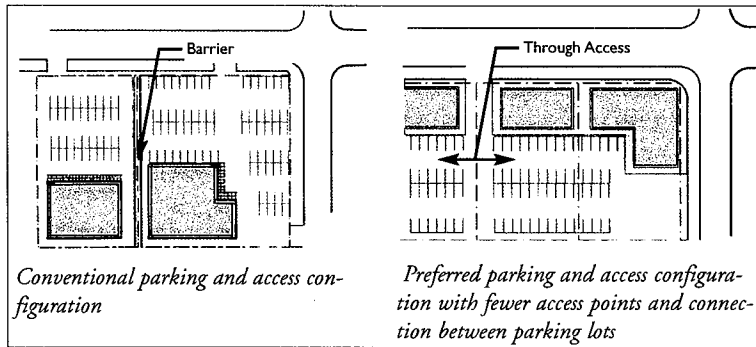 Barrier
Through Access
Conventional parking and access con-
figuration
Preferred parking and access configura-
tion with fewer access points and connec-
tion between parking lots